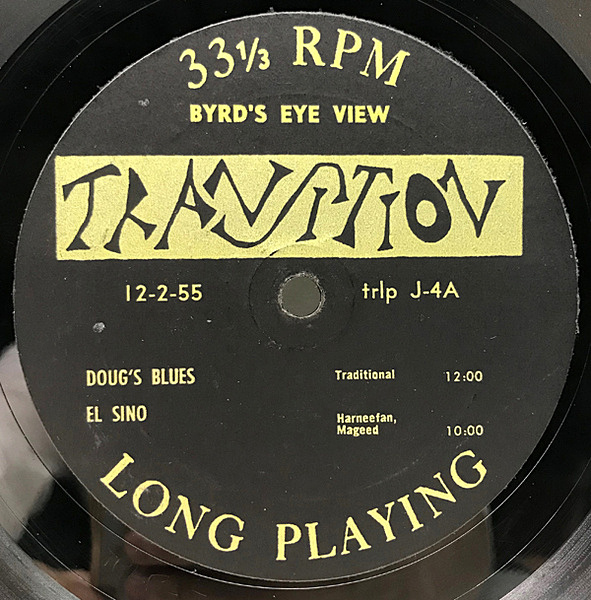 33⅓ RPM
BYRD'S EYE VIEW
TRANSITION
12-2-55 trlp J-4A
DOUG'S BLUES Traditional 12:00
EL SINO Harneefan,
Mageed 10:00
LONG PLAYING